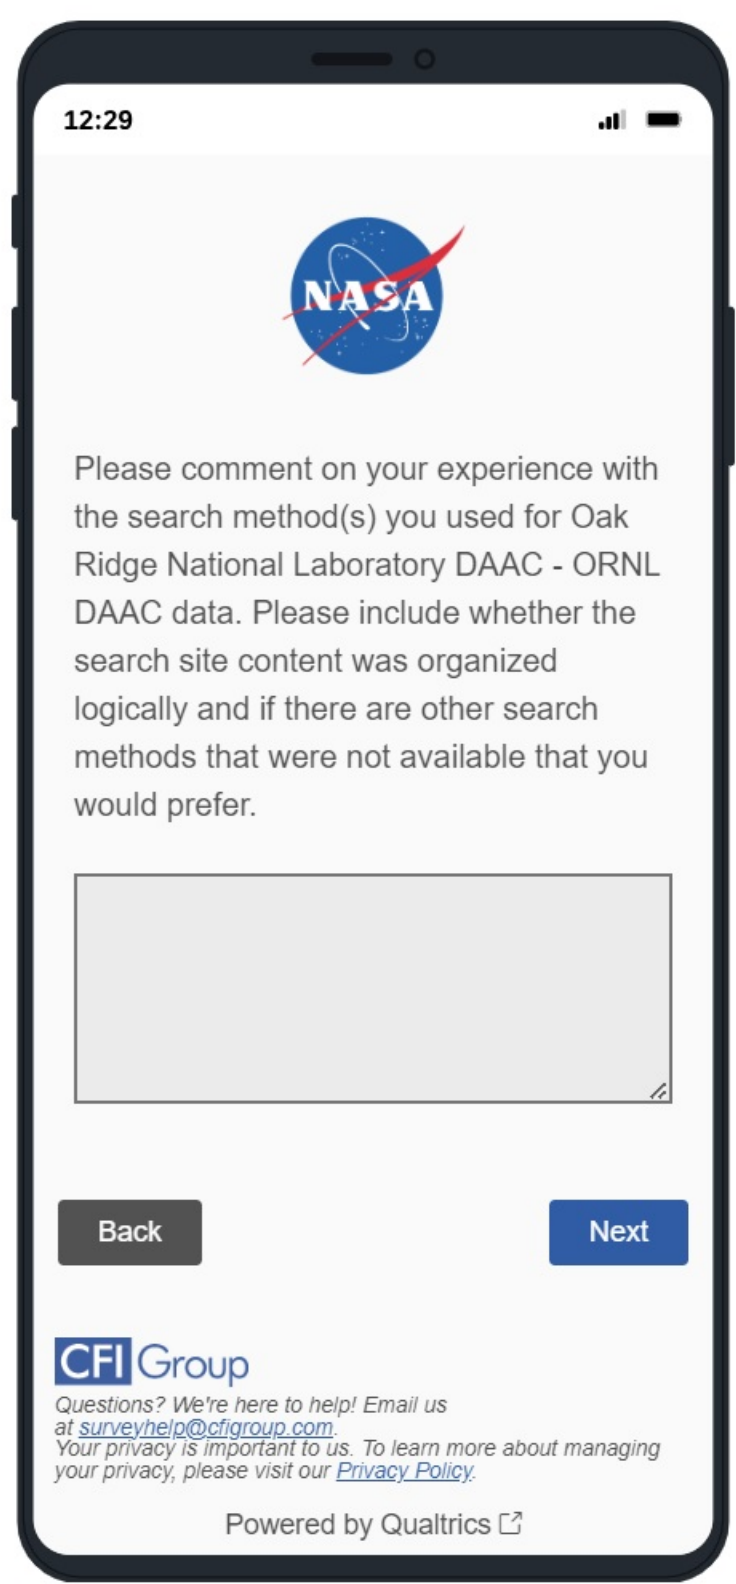 12:29
NASA
Please comment on your experience with
the search method(s) you used for Oak
Ridge National Laboratory DAAC - ORNL
DAAC data. Please include whether the
search site content was organized
logically and if there are other search
methods that were not available that you
would prefer.
Back
Next
CFI Group
Questions? We're here to help! Email us
at surveyhelp@cfigroup.com.
Your privacy is important to us. To learn more about managing
your privacy, please visit our Privacy Policy.
Powered by Qualtrics